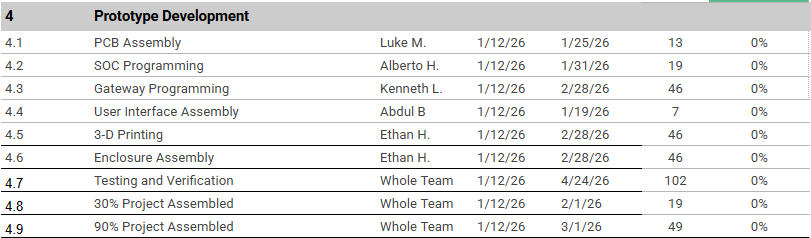 4 Prototype Development
4.1 PCB Assembly Luke M. 1/12/26 1/25/26 13 0%
4.2 SOC Programming Alberto H. 1/12/26 1/31/26 19 0%
4.3 Gateway Programming Kenneth L. 1/12/26 2/28/26 46 0%
4.4 User Interface Assembly Abdul B 1/12/26 1/19/26 7 0%
4.5 3-D Printing Ethan H. 1/12/26 2/28/26 46 0%
4.6 Enclosure Assembly Ethan H. 1/12/26 2/28/26 46 0%
4.7 Testing and Verification Whole Team 1/12/26 4/24/26 102 0%
4.8 30% Project Assembled Whole Team 1/12/26 2/1/26 19 0%
4.9 90% Project Assembled Whole Team 1/12/26 3/1/26 49 0%